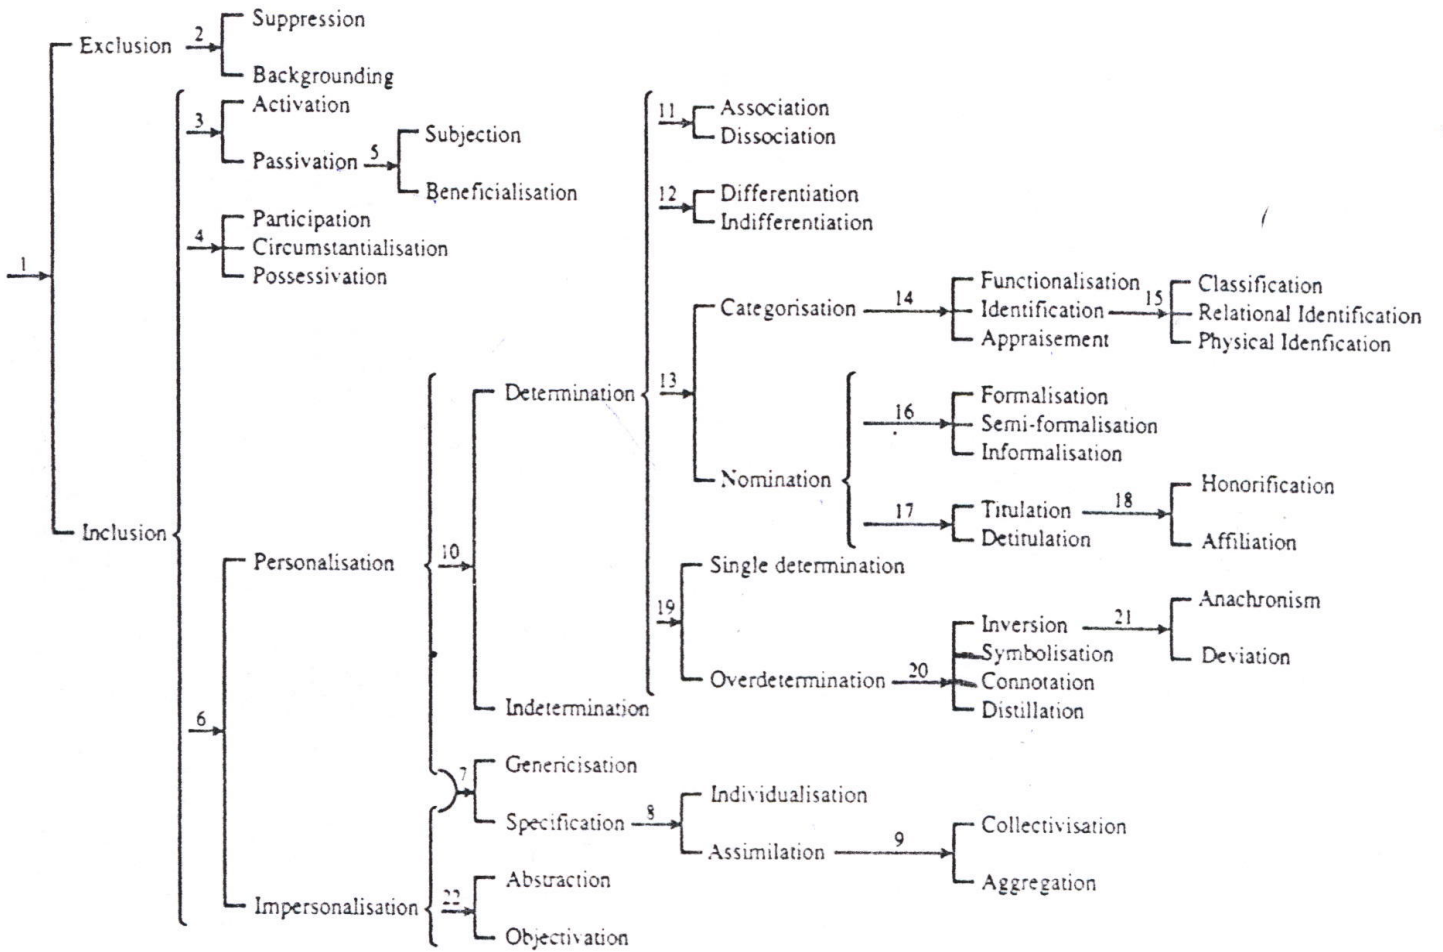 Exclusion
2
Suppression
Backgrounding
3
Activation
Passivation
5
Subjection
Beneficialisation
4
Participation
Circumstantialisation
Possessivation
1
Inclusion
6
Personalisation
Impersonalisation
10
Determination
Indetermination
11
Association
Dissociation
12
Differentiation
Indifferentiation
13
Categorisation
14
Functionalisation
Identification
Appraisement
15
Classification
Relational Identification
Physical Idenfication
Nomination
16
Formalisation
Semi-formalisation
Informalisation
17
Titulation
Detitulation
18
Honorification
Affiliation
19
Single determination
Overdetermination
20
Inversion
Symbolisation
Connotation
Distillation
21
Anachronism
Deviation
7
Genericisation
Specification
8
Individualisation
Assimilation
9
Collectivisation
Aggregation
22
Abstraction
Objectivation